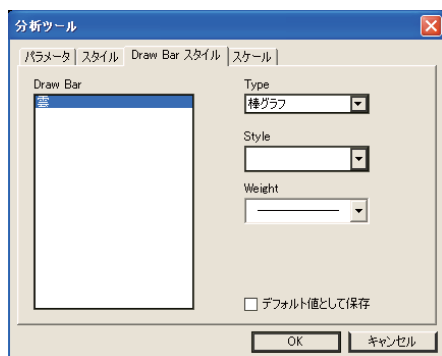 分析ツール
パラメータ スタイル Draw Bar スタイル スケール
Draw Bar
雲
Type
棒グラフ
Style
Weight
デフォルト値として保存
OK キャンセル